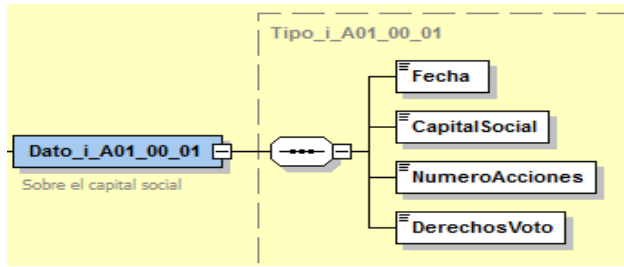 Tipo_i_A01_00_01
Fecha
CapitalSocial
Dato_i_A01_00_01
Sobre el capital social
NumeroAcciones
DerechosVoto